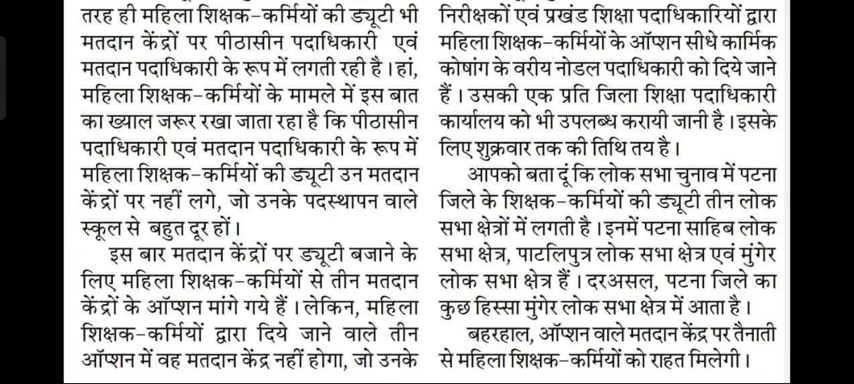 तरह ही महिला शिक्षक-कर्मियों की ड्यूटी भी
मतदान केंद्रों पर पीठासीन पदाधिकारी एवं
मतदान पदाधिकारी के रूप में लगती रही है। हां,
महिला शिक्षक-कर्मियों के मामले में इस बात
का ख्याल जरूर रखा जाता रहा है कि पीठासीन
पदाधिकारी एवं मतदान पदाधिकारी के रूप में
महिला शिक्षक-कर्मियों की ड्यूटी उन मतदान
केंद्रों पर नहीं लगे, जो उनके पदस्थापन वाले
स्कूल से बहुत दूर हों।
इस बार मतदान केंद्रों पर ड्यूटी बजाने के
लिए महिला शिक्षक-कर्मियों से तीन मतदान
केंद्रों के ऑप्शन मांगे गये हैं। लेकिन, महिला
शिक्षक-कर्मियों द्वारा दिये जाने वाले तीन
ऑप्शन में वह मतदान केंद्र नहीं होगा, जो उनके
निरीक्षकों एवं प्रखंड शिक्षा पदाधिकारियों द्वारा
महिला शिक्षक-कर्मियों के ऑप्शन सीधे कार्मिक
कोषांग के वरीय नोडल पदाधिकारी को दिये जाने
हैं। उसकी एक प्रति जिला शिक्षा पदाधिकारी
कार्यालय को भी उपलब्ध करायी जानी है। इसके
लिए शुक्रवार तक की तिथि तय है।
आपको बता दूं कि लोक सभा चुनाव में पटना
जिले के शिक्षक-कर्मियों की ड्यूटी तीन लोक
सभा क्षेत्रों में लगती है। इनमें पटना साहिब लोक
सभा क्षेत्र, पाटलिपुत्र लोक सभा क्षेत्र एवं मुंगेर
लोक सभा क्षेत्र हैं। दरअसल, पटना जिले का
कुछ हिस्सा मुंगेर लोक सभा क्षेत्र में आता है।
बहरहाल, ऑप्शन वाले मतदान केंद्र पर तैनाती
से महिला शिक्षक-कर्मियों को राहत मिलेगी।